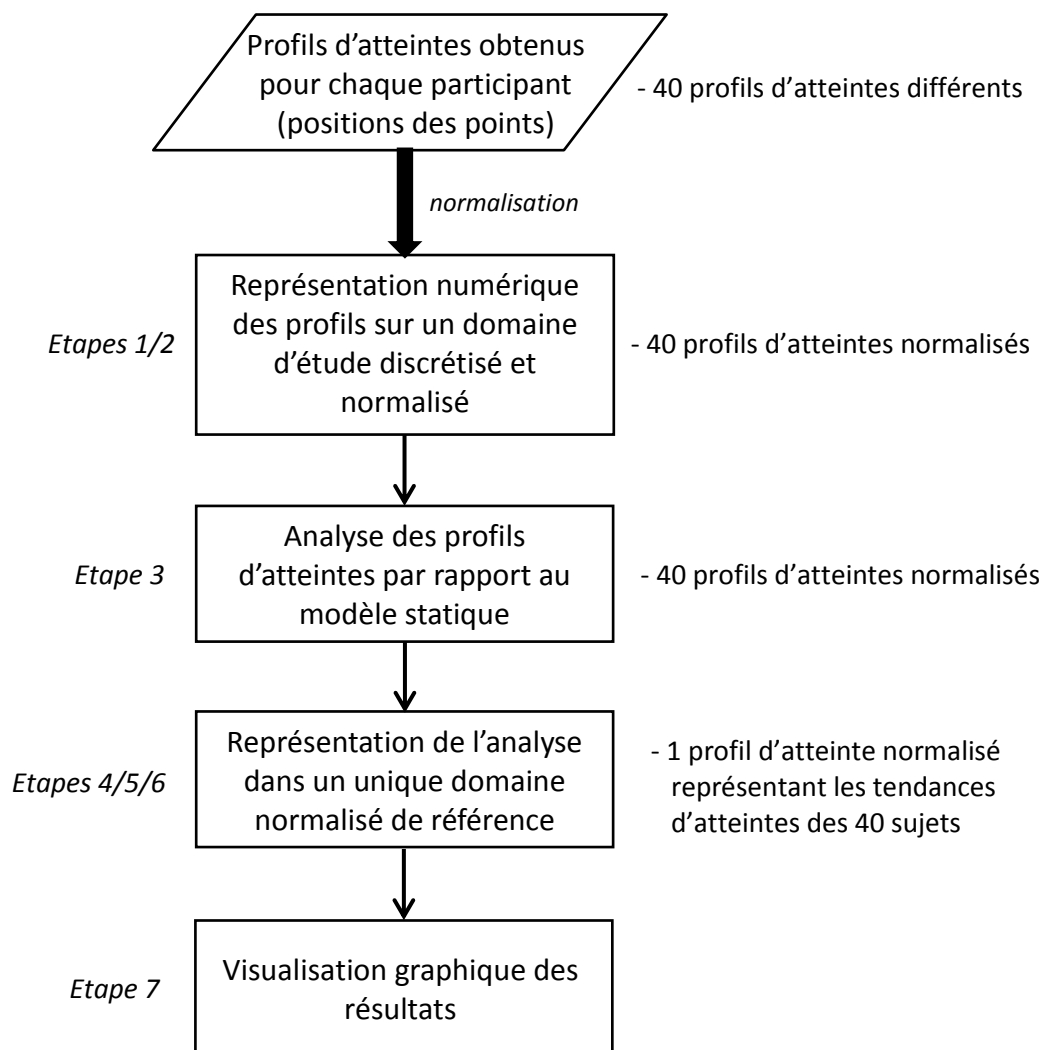 Profils d'atteintes obtenus
pour chaque participant
(positions des points)
- 40 profils d'atteintes différents
normalisation
Etapes 1/2
Représentation numérique
des profils sur un domaine
d'étude discrétisé et
normalisé
- 40 profils d'atteintes normalisés
Etape 3
Analyse des profils
d'atteintes par rapport au
modèle statique
- 40 profils d'atteintes normalisés
Etapes 4/5/6
Représentation de l'analyse
dans un unique domaine
normalisé de référence
- 1 profil d'atteinte normalisé
représentant les tendances
d'atteintes des 40 sujets
Etape 7
Visualisation graphique des
résultats